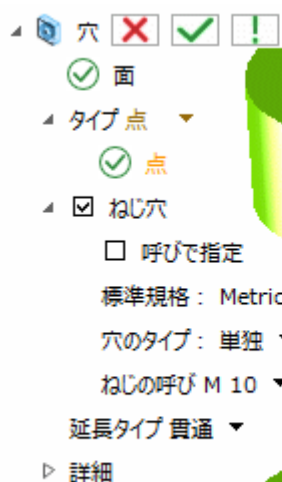 穴
面
タイプ 点
点
ねじ穴
呼びで指定
標準規格： Metric
穴のタイプ： 単独
ねじの呼び M 10
延長タイプ 貫通
詳細